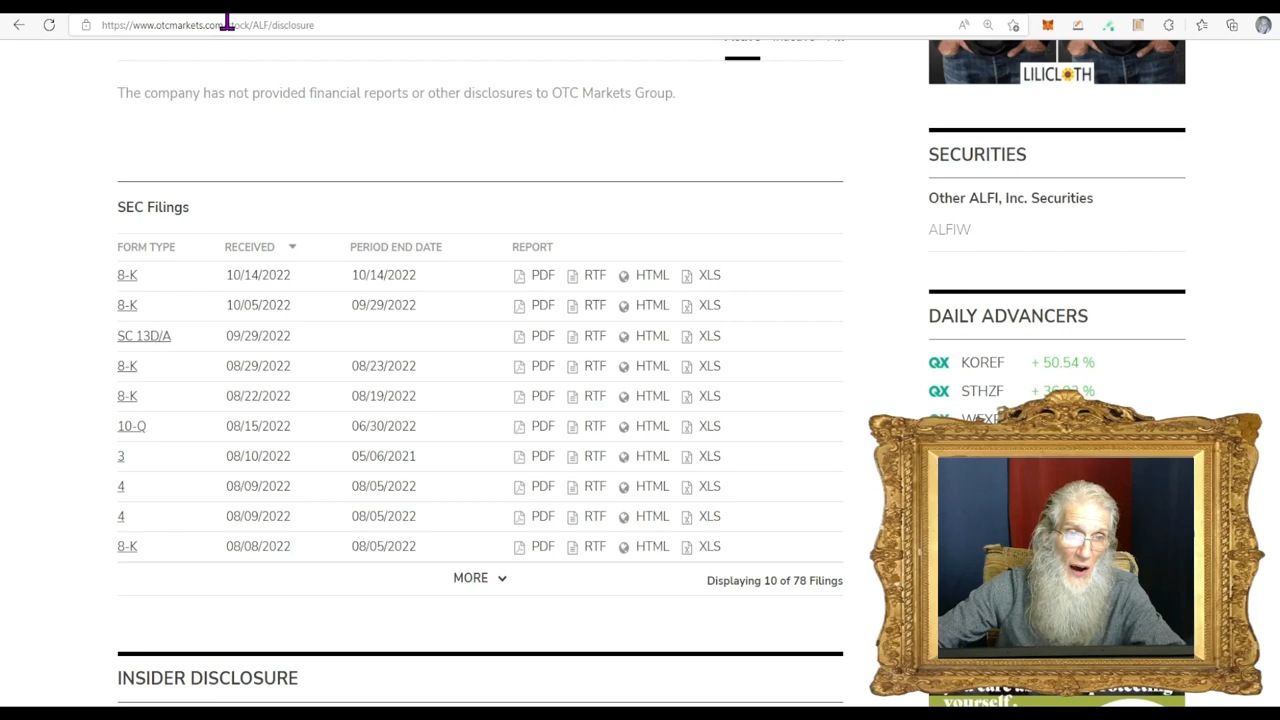 https://www.otcmarkets.com/stock/ALF/disclosure
LILICLOTH
The company has not provided financial reports or other disclosures to OTC Markets Group.
SECURITIES
Other ALFI, Inc. Securities
ALFIW
SEC Filings
FORM TYPE RECEIVED PERIOD END DATE REPORT
8-K 10/14/2022 10/14/2022 PDF RTF HTML XLS
8-K 10/05/2022 09/29/2022 PDF RTF HTML XLS
SC 13D/A 09/29/2022 PDF RTF HTML XLS
8-K 08/29/2022 08/23/2022 PDF RTF HTML XLS
8-K 08/22/2022 08/19/2022 PDF RTF HTML XLS
10-Q 08/15/2022 06/30/2022 PDF RTF HTML XLS
3 08/10/2022 05/06/2021 PDF RTF HTML XLS
4 08/09/2022 08/05/2022 PDF RTF HTML XLS
4 08/09/2022 08/05/2022 PDF RTF HTML XLS
8-K 08/08/2022 08/05/2022 PDF RTF HTML XLS
MORE
Displaying 10 of 78 Filings
DAILY ADVANCERS
QX KOREF + 50.54 %
QX STHZF
INSIDER DISCLOSURE
yourself.